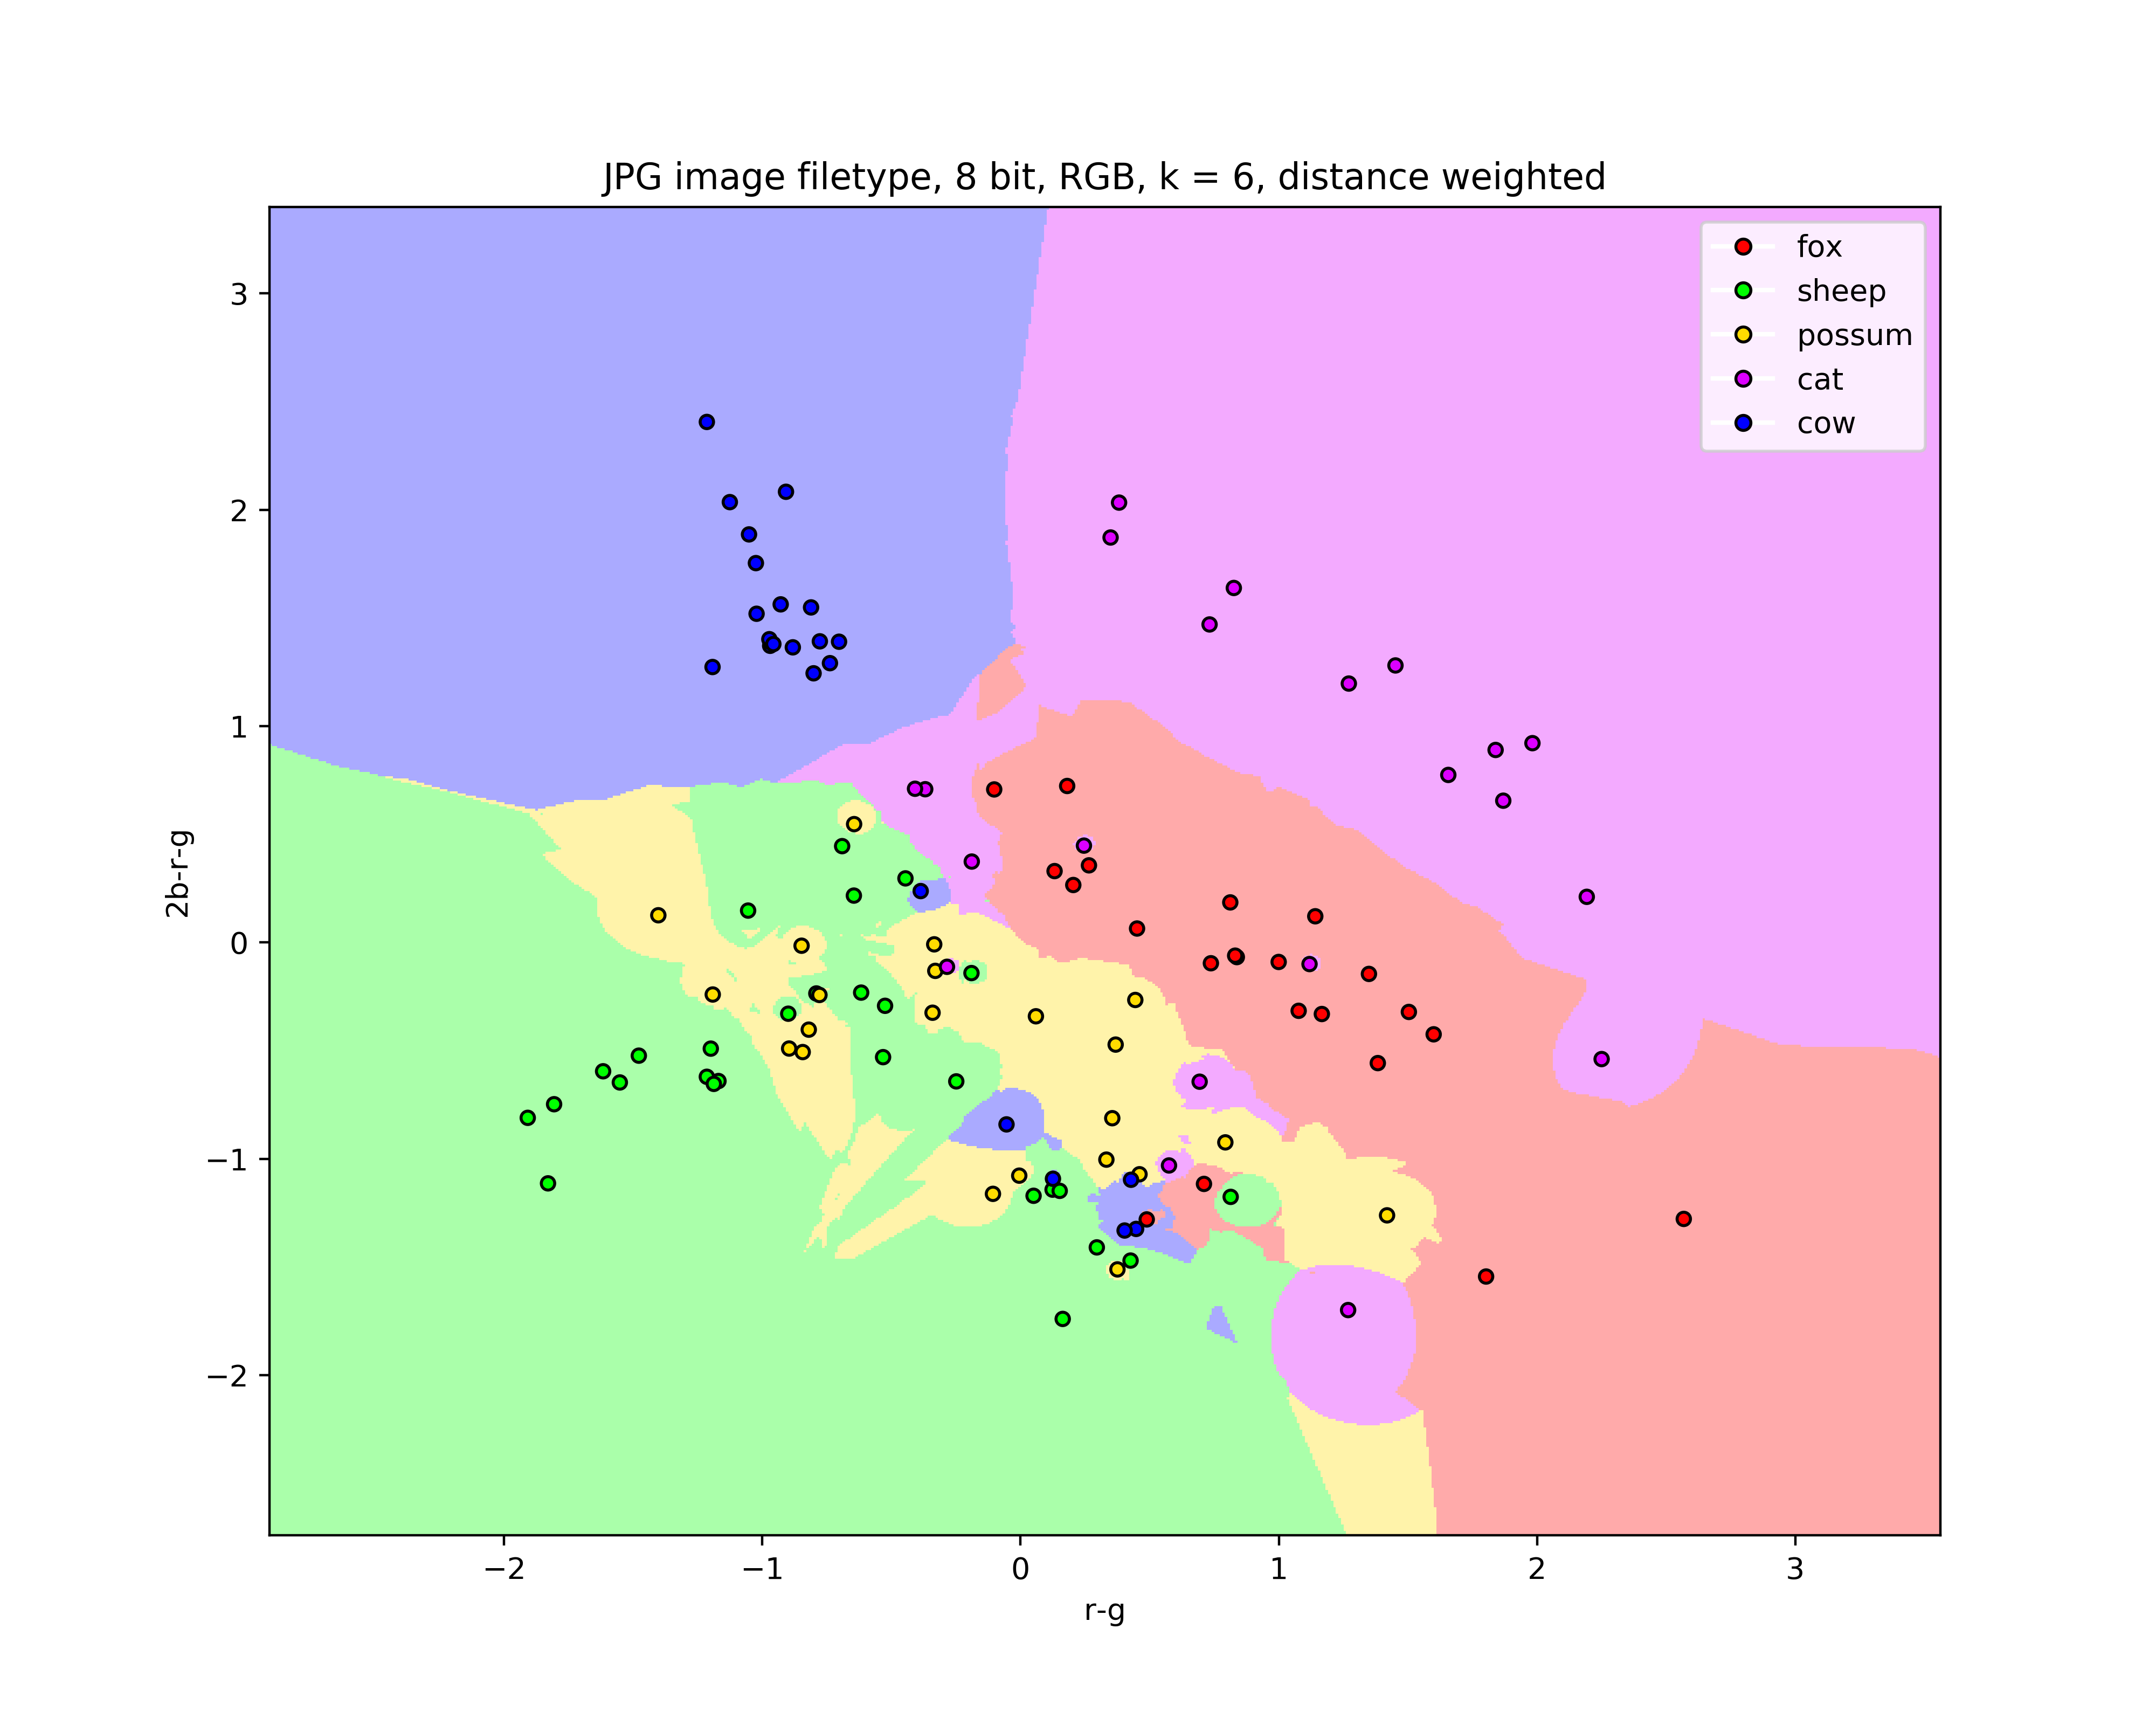 JPG image filetype, 8 bit, RGB, k = 6, distance weighted
fox
sheep
possum
cat
cow
3
2
1
0
−1
−2
2b-r-g
−2 −1 0 1 2 3
r-g